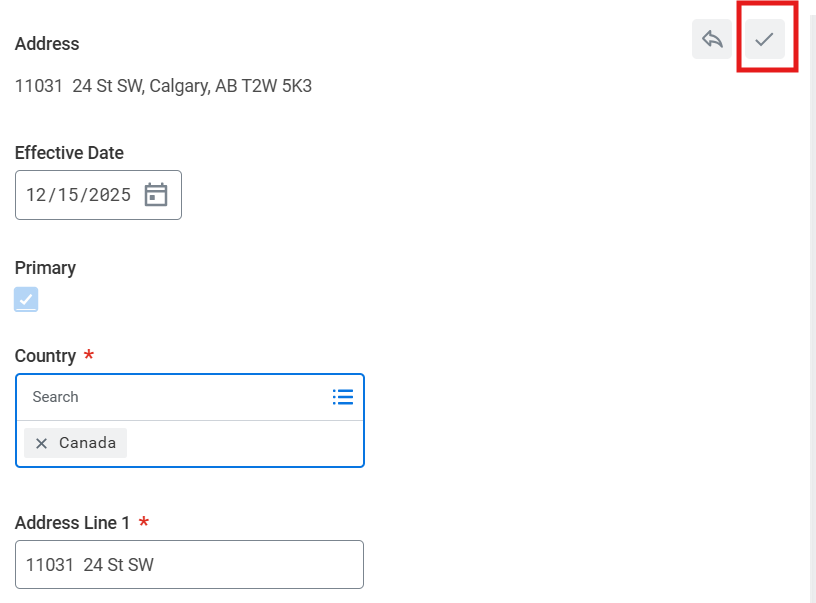 Address
11031  24 St SW, Calgary, AB T2W 5K3
Effective Date
12/15/2025
Primary
Country *
Search
Canada
Address Line 1 *
11031  24 St SW